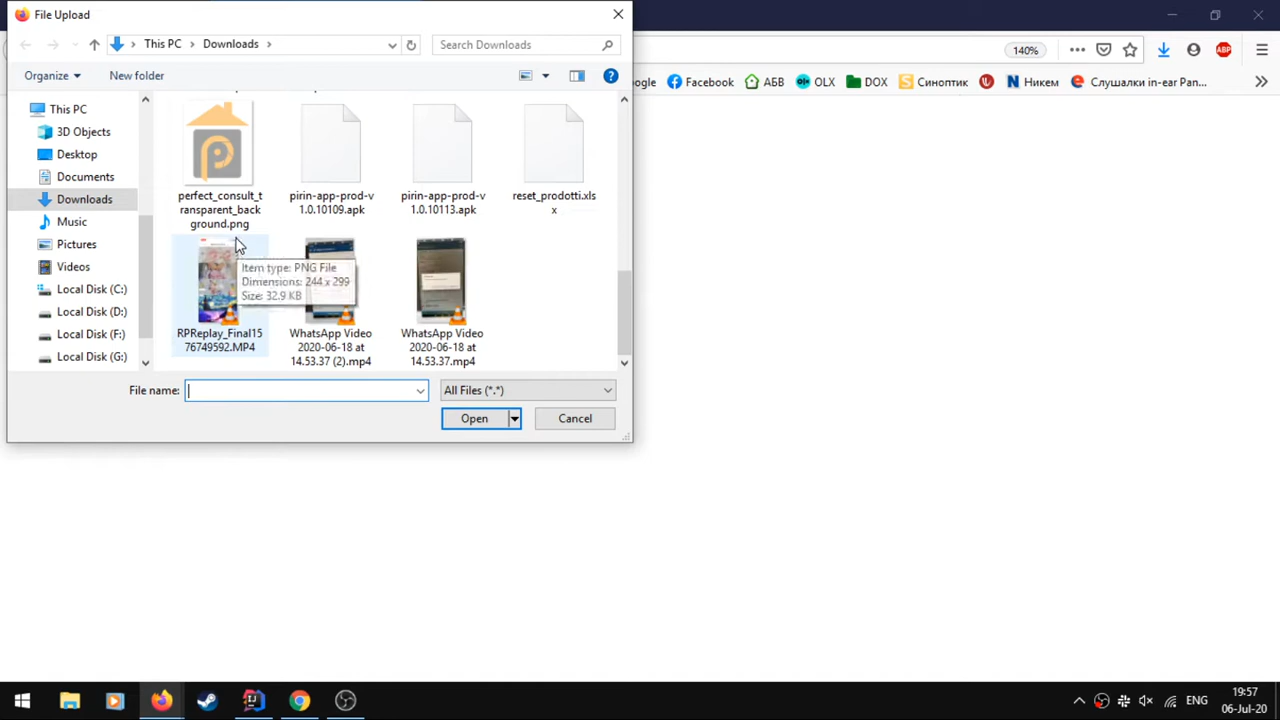 File Upload
This PC
Downloads
Search Downloads
140%
Organize
New folder
ogle
Facebook
АБВ
OLX
DOX
Синоптик
Никем
Слушалки in-ear Pan...
This PC
3D Objects
Desktop
Documents
Downloads
Music
Pictures
Videos
Local Disk (C:)
Local Disk (D:)
Local Disk (F:)
Local Disk (G:)
perfect_consult_t
ransparent_back
ground.png
pirin-app-prod-v
1.0.10109.apk
pirin-app-prod-v
1.0.10113.apk
reset_prodotti.xls
x
Item type: PNG File
Dimensions: 244 x 299
Size: 32.9 KB
RPReplay_Final15
76749592.MP4
WhatsApp Video
2020-06-18 at
14.53.37 (2).mp4
WhatsApp Video
2020-06-18 at
14.53.37.mp4
File name:
All Files (*.*)
Open
Cancel
ABP
ENG
19:57
06-Jul-20